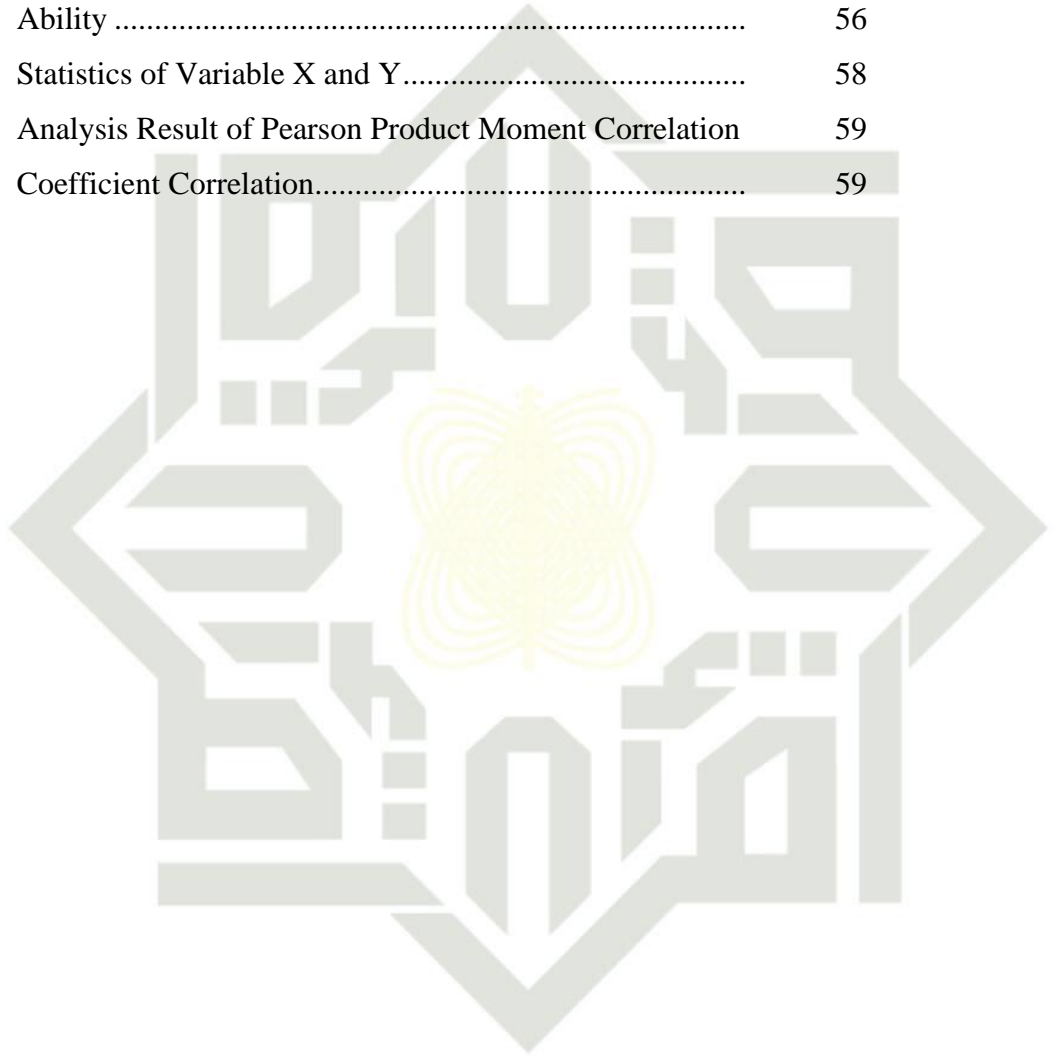 Ability ............................................................................... 56
Statistics of Variable X and Y........................................... 58
Analysis Result of Pearson Product Moment Correlation 59
Coefficient Correlation...................................................... 59